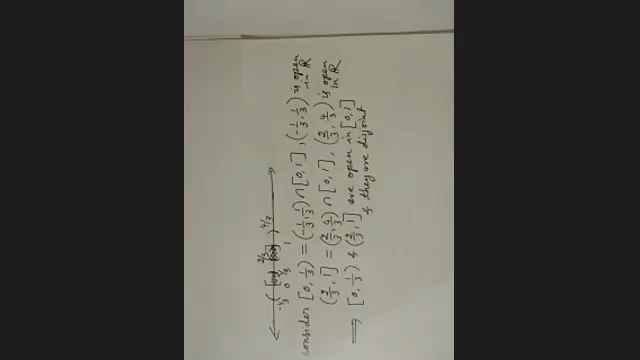 -1/3 0 1/3 2/3 1 4/3
consider [0, 1/3) = (-1/3, 1/3) ∩ [0, 1], (-1/3, 1/3) is open in ℝ
(2/3, 1] = (2/3, 4/3) ∩ [0, 1], (2/3, 4/3) is open in ℝ
⟹ [0, 1/3) & (2/3, 1] are open in [0, 1]
& they are disjoint